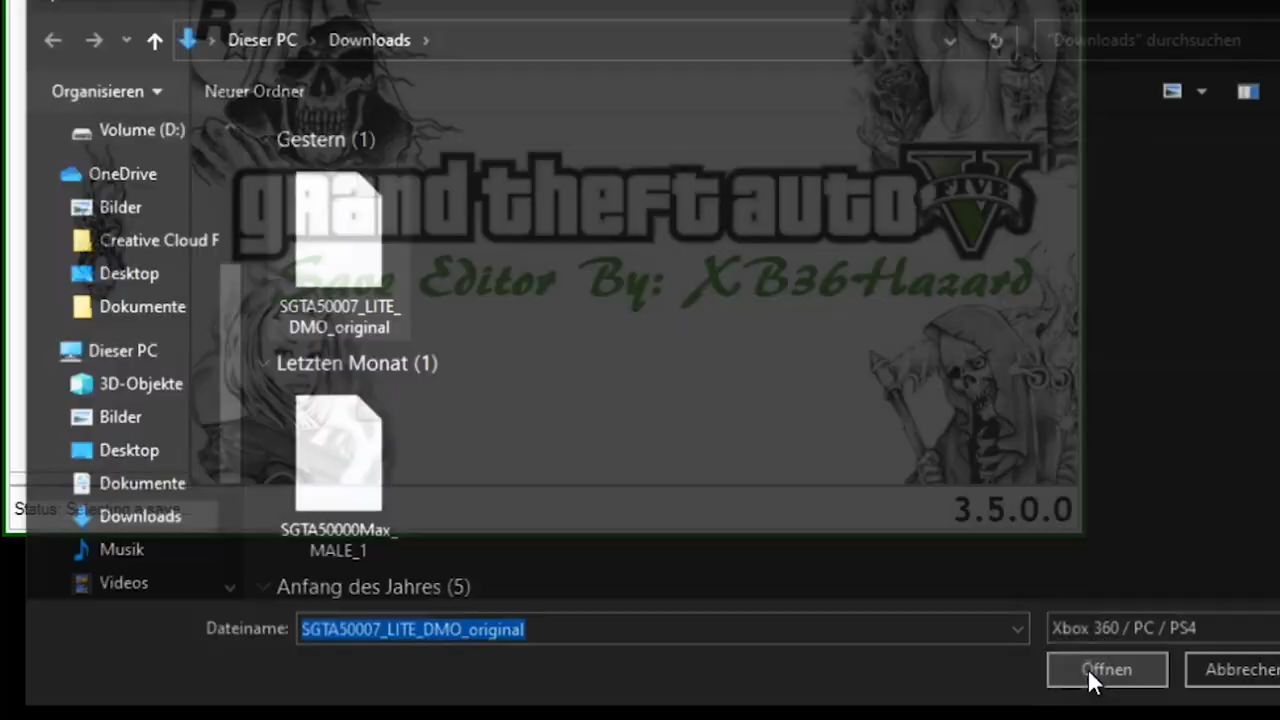 Dieser PC
Downloads
"Downloads" durchsuchen
Organisieren
Neuer Ordner
Volume (D:)
OneDrive
Bilder
Creative Cloud F
Desktop
Dokumente
Dieser PC
3D-Objekte
Bilder
Desktop
Dokumente
Downloads
Musik
Videos
Gestern (1)
SGTA50007_LITE_
DMO_original
Letzten Monat (1)
SGTA50000Max_
MALE_1
Anfang des Jahres (5)
grand theft auto
FIVE
Save Editor By: XB36Hazard
Status: Selecting a save...
3.5.0.0
Dateiname:
SGTA50007_LITE_DMO_original
Xbox 360 / PC / PS4
Öffnen
Abbrechen